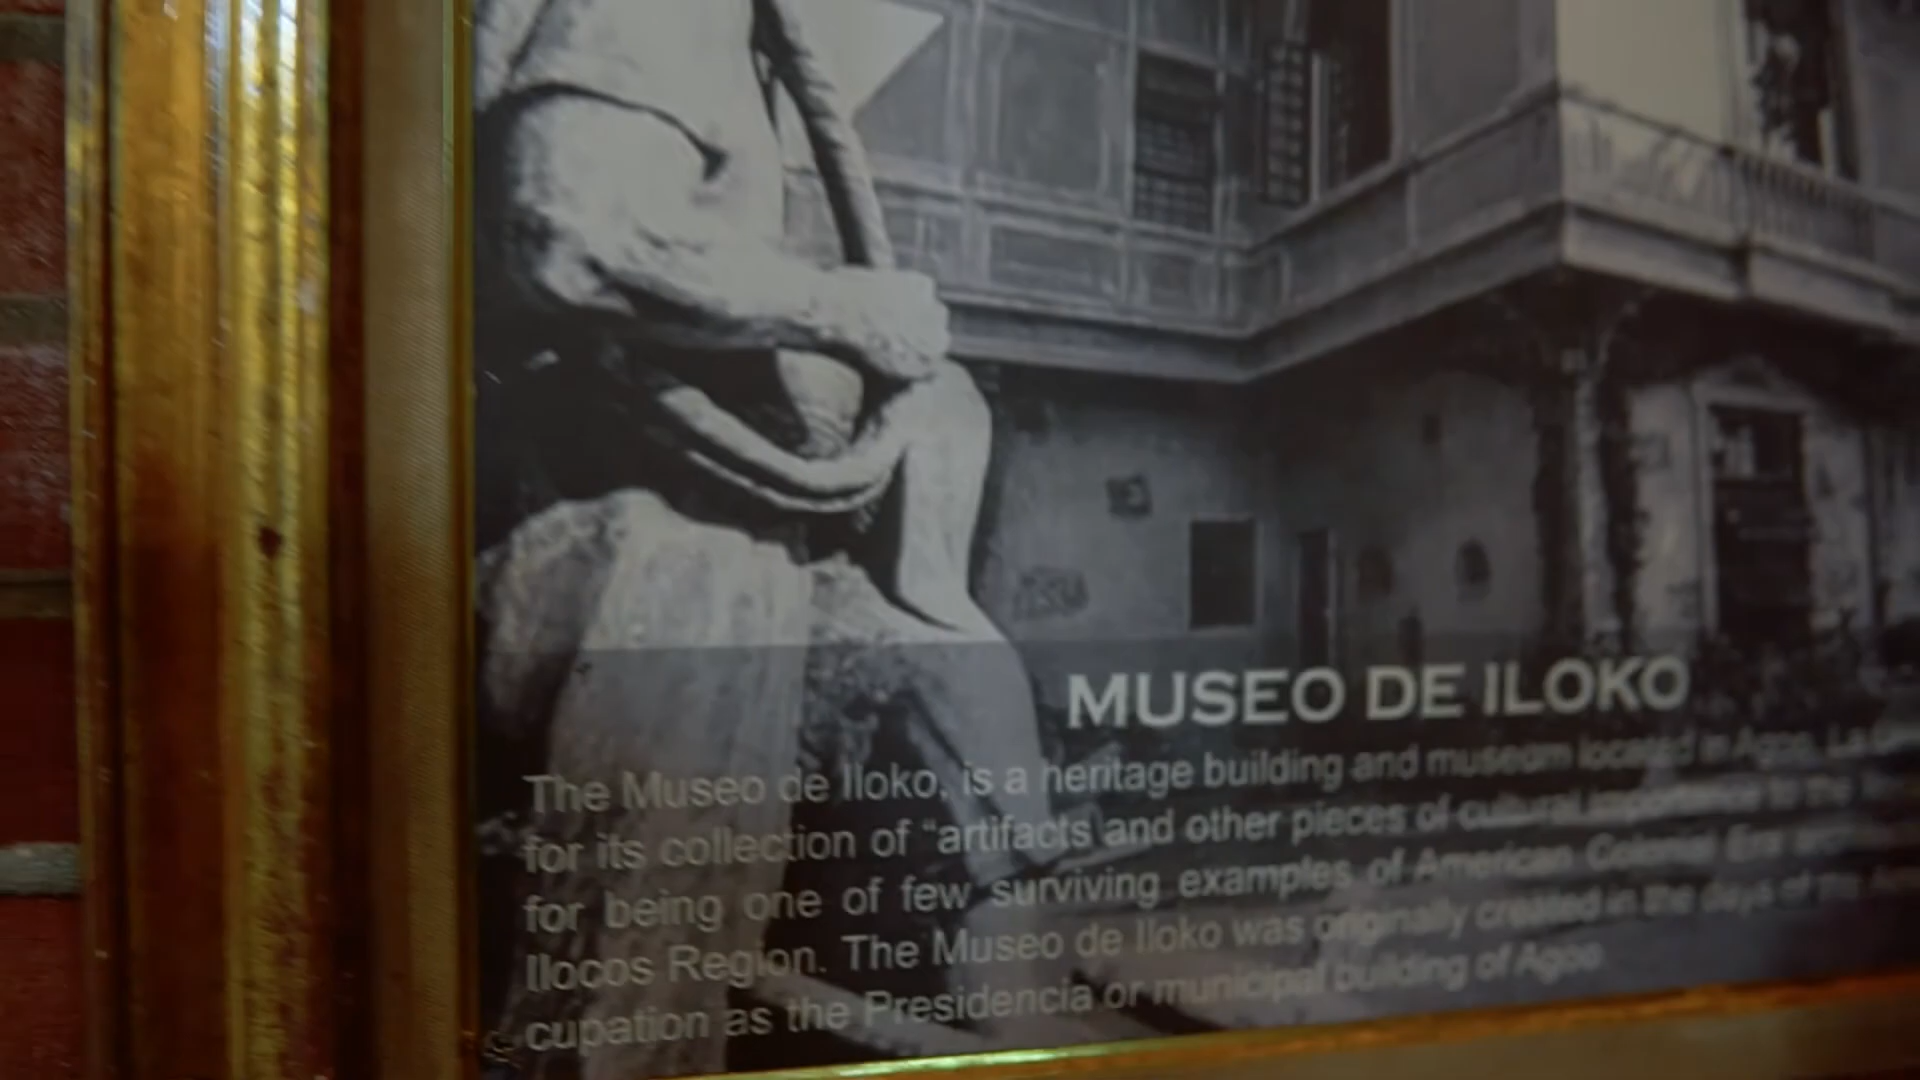 MUSEO DE ILOKO
The Museo de Iloko, is a heritage building and museum located in Agoo, La
for its collection of “artifacts and other pieces of cultural importance to the
for being one of few surviving examples of American Colonial Era
Ilocos Region. The Museo de Iloko was originally created in the days of the
cupation as the Presidencia or municipal building of Agoo